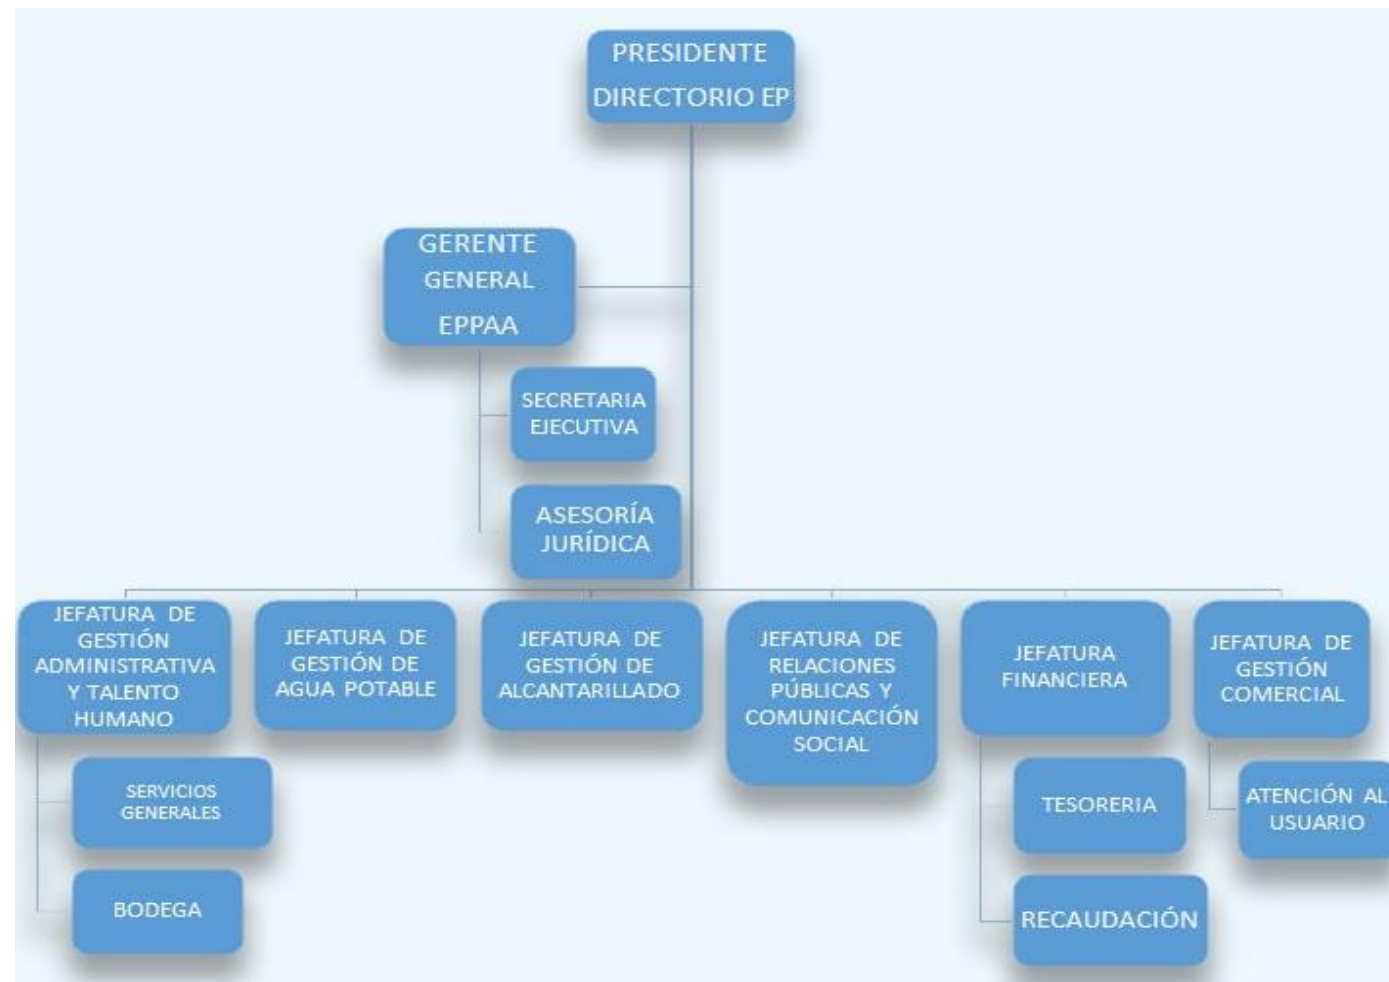 PRESIDENTE
DIRECTORIO EP
GERENTE
GENERAL
EPPAA
SECRETARIA
EJECUTIVA
ASESORÍA
JURÍDICA
JEFATURA DE
GESTIÓN
ADMINISTRATIVA
Y TALENTO
HUMANO
JEFATURA DE
GESTIÓN DE
AGUA POTABLE
JEFATURA DE
GESTIÓN DE
ALCANTARILLADO
JEFATURA DE
RELACIONES
PÚBLICAS Y
COMUNICACIÓN
SOCIAL
JEFATURA
FINANCIERA
JEFATURA DE
GESTIÓN
COMERCIAL
SERVICIOS
GENERALES
BODEGA
TESORERIA
RECAUDACIÓN
ATENCIÓN AL
USUARIO